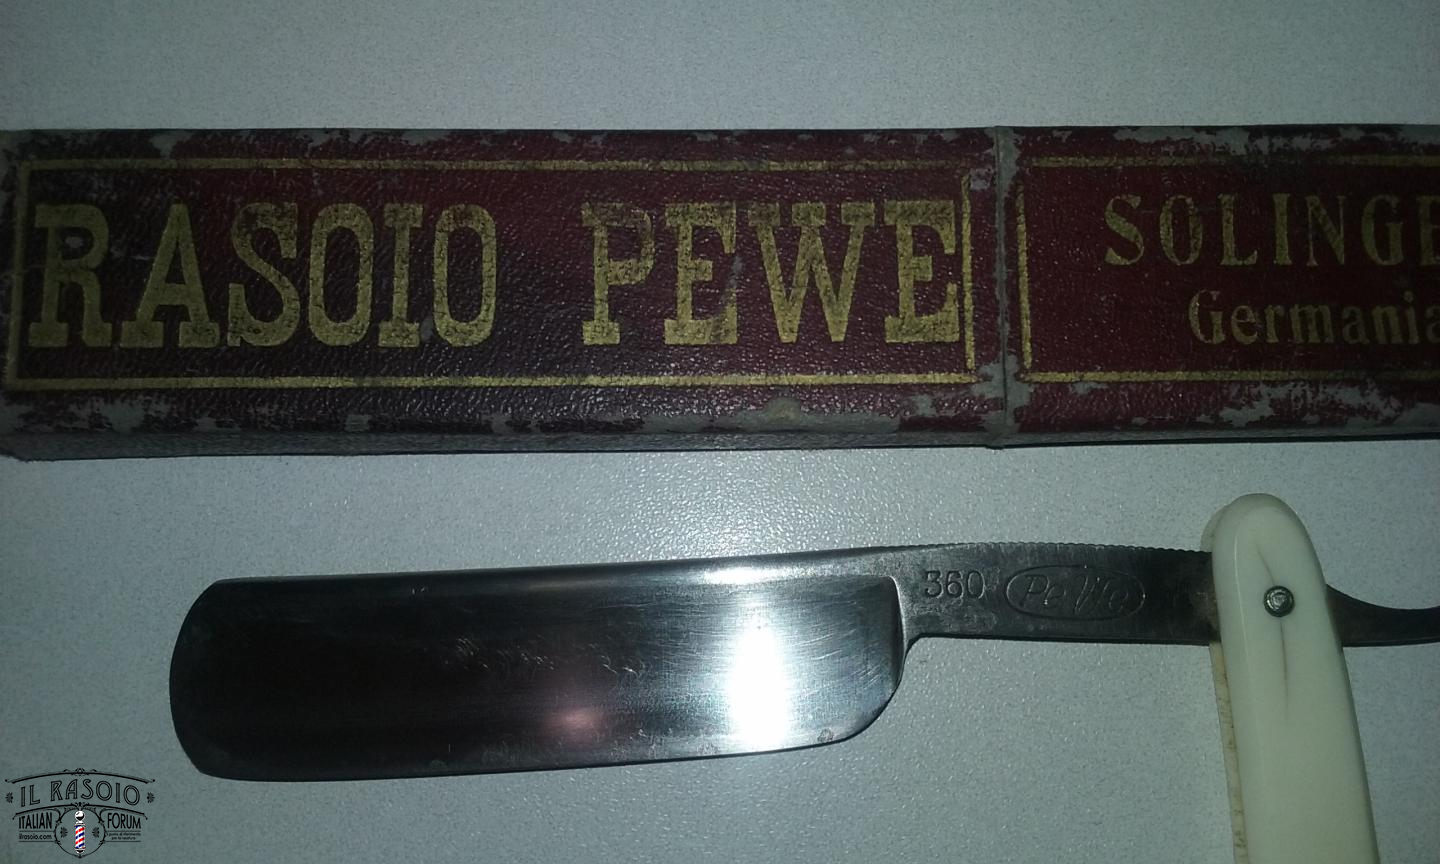 RASOIO PEWE
SOLINGE
Germania
360 PeWe
IL RASOIO
ITALIAN FORUM
ilrasoio.com